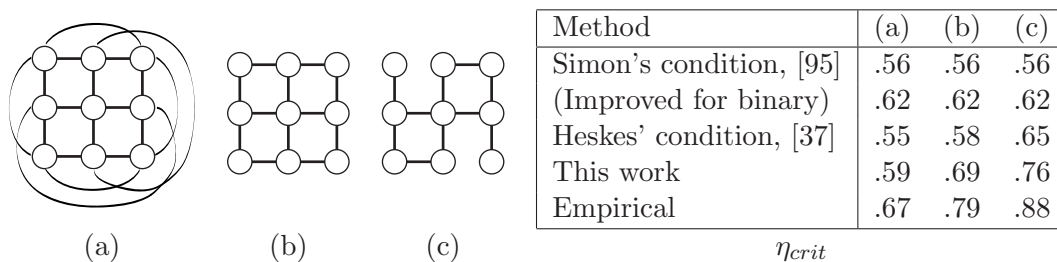 (a)
(b)
(c)
Method (a) (b) (c)
Simon's condition, [95] .56 .56 .56
(Improved for binary) .62 .62 .62
Heskes' condition, [37] .55 .58 .65
This work .59 .69 .76
Empirical .67 .79 .88
ηcrit